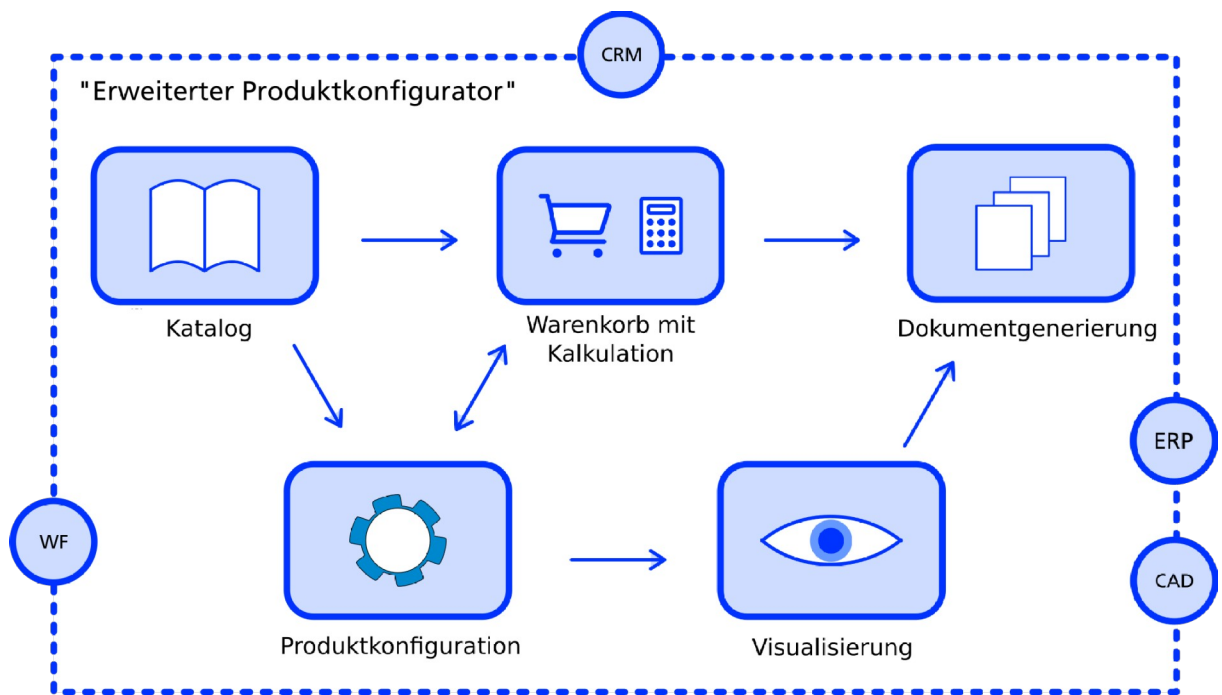 CRM
"Erweiterter Produktkonfigurator"
Katalog
Warenkorb mit
Kalkulation
Dokumentgenerierung
ERP
WF
CAD
Produktkonfiguration
Visualisierung